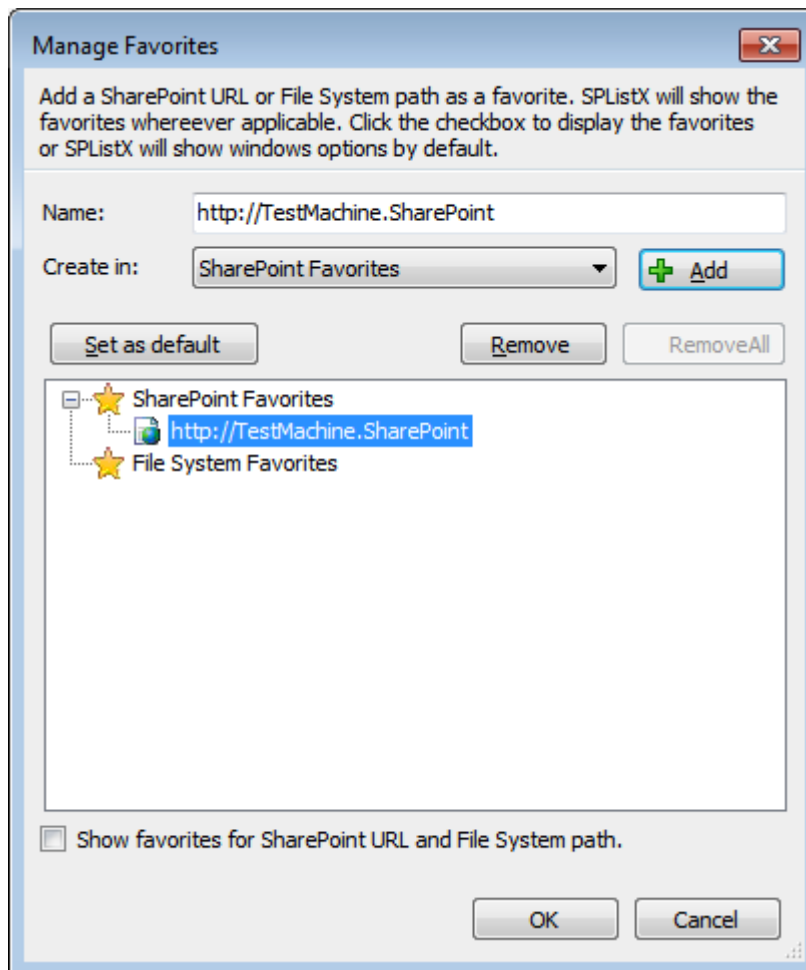 Manage Favorites
Add a SharePoint URL or File System path as a favorite. SPListX will show the
favorites whereever applicable. Click the checkbox to display the favorites
or SPListX will show windows options by default.
Name: http://TestMachine.SharePoint
Create in: SharePoint Favorites Add
Set as default Remove RemoveAll
SharePoint Favorites
http://TestMachine.SharePoint
File System Favorites
Show favorites for SharePoint URL and File System path.
OK Cancel